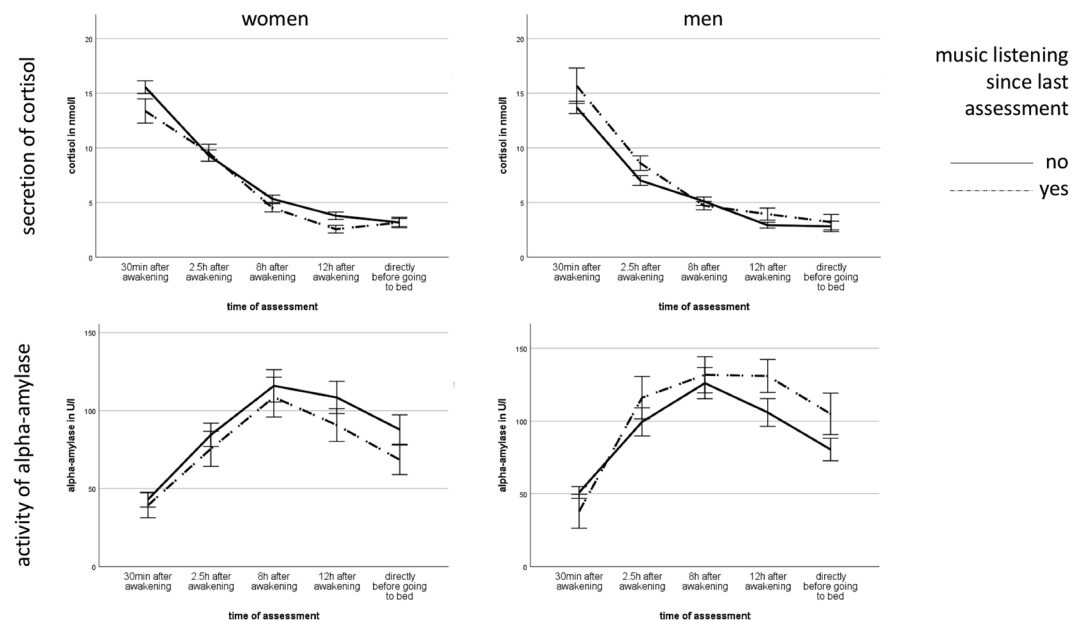 women
men
secretion of cortisol
cortisol in nmol/l
20
15
10
5
0
30min after
awakening
2.5h after
awakening
8h after
awakening
12h after
awakening
directly
before going
to bed
time of assessment
cortisol in nmol/l
20
15
10
5
0
30min after
awakening
2.5h after
awakening
8h after
awakening
12h after
awakening
directly
before going
to bed
time of assessment
music listening
since last
assessment
no
yes
activity of alpha-amylase
alpha-amylase in U/l
150
100
50
0
30min after
awakening
2.5h after
awakening
8h after
awakening
12h after
awakening
directly
before going
to bed
time of assessment
alpha-amylase in U/l
150
100
50
0
30min after
awakening
2.5h after
awakening
8h after
awakening
12h after
awakening
directly
before going
to bed
time of assessment